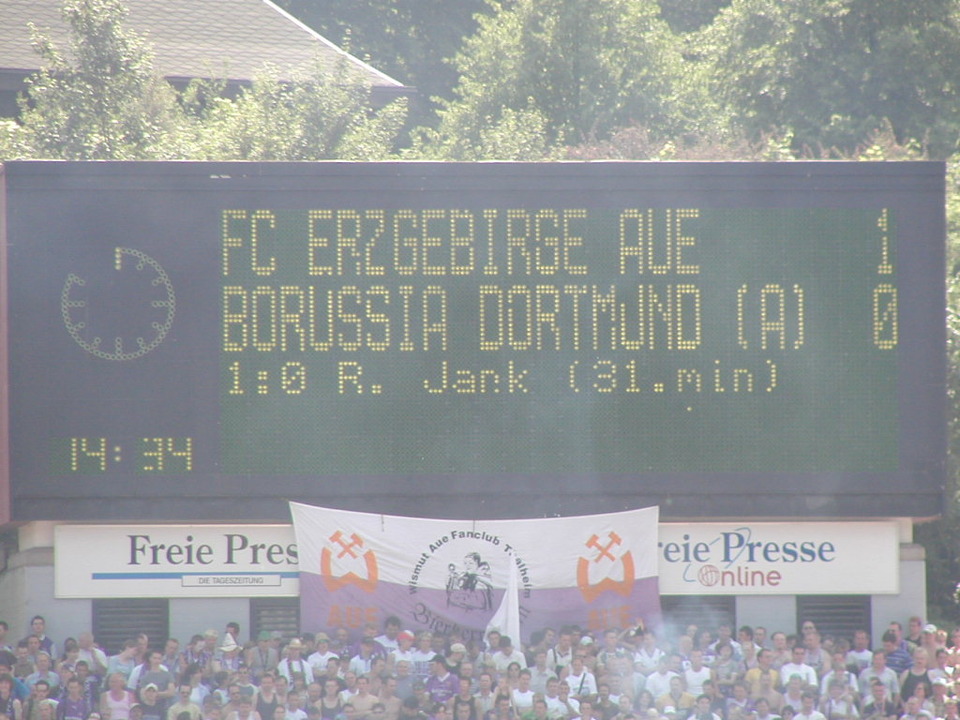 FC ERZGEBIRGE AUE 1
BORUSSIA DORTMUND (A) 0
1:0 R. Jank (31.min)
14:34
Freie Pres
DIE TAGESZEITUNG
Wismut Aue Fanclub
AUE
reie Presse
Online